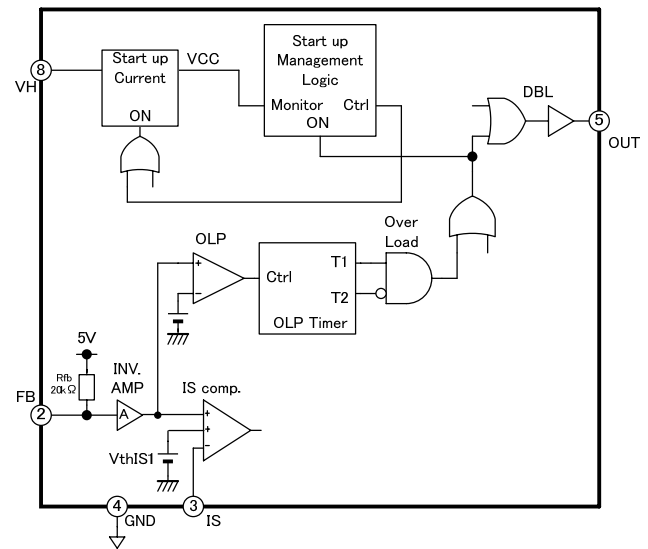 8
VH
Start up
Current
ON
VCC
Start up
Management
Logic
Monitor Ctrl
ON
DBL
5
OUT
OLP
Ctrl
T1
T2
OLP Timer
Over
Load
5V
Rfb
20kΩ
FB
2
INV.
AMP
A
IS comp.
VthIS1
4
GND
3
IS